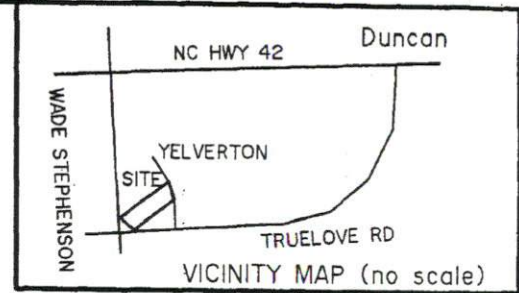 Duncan
NC HWY 42
WADE STEPHENSON
YELVERTON
SITE
TRUELOVE RD
VICINITY MAP (no scale)